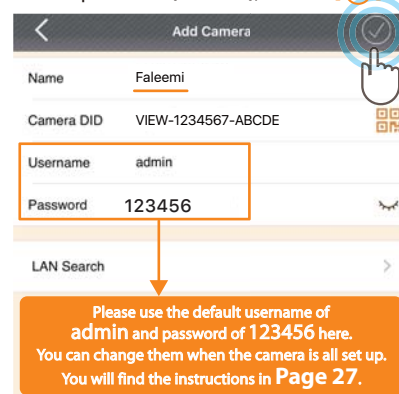 Add Camera
Name Faleemi
Camera DID VIEW-1234567-ABCDE
Username admin
Password 123456
LAN Search
Please use the default username of
admin and password of 123456 here.
You can change them when the camera is all set up.
You will find the instructions in Page 27.